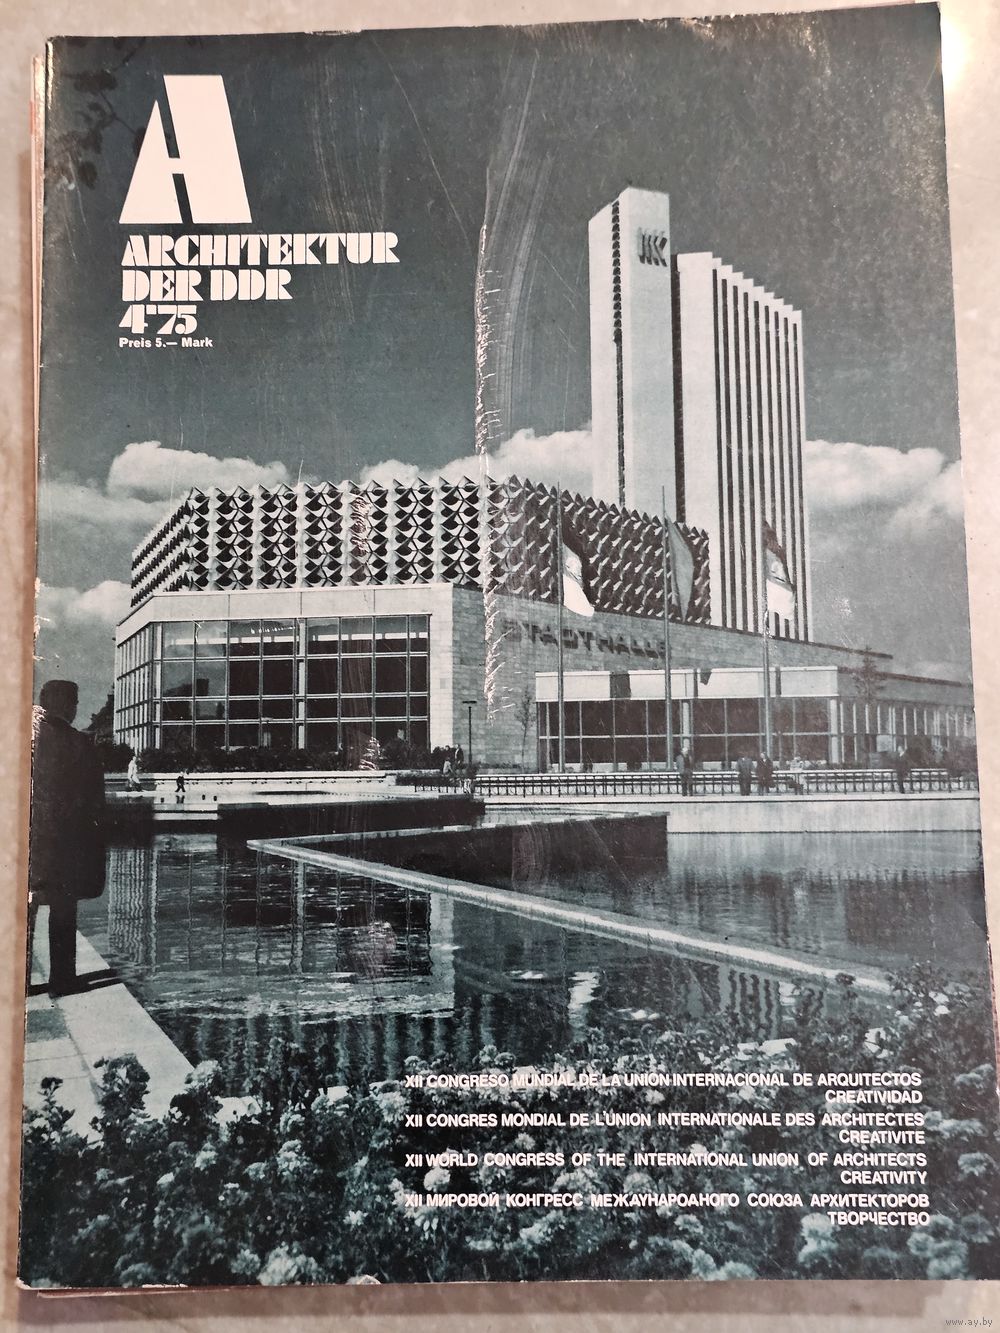 A
ARCHITEKTUR
DER DDR
4'75
Preis 5.— Mark
STADTHALLE
XII CONGRESO MUNDIAL DE LA UNION INTERNACIONAL DE ARQUITECTOS
CREATIVIDAD
XII CONGRES MONDIAL DE L'UNION INTERNATIONALE DES ARCHITECTES
CREATIVITE
XII WORLD CONGRESS OF THE INTERNATIONAL UNION OF ARCHITECTS
CREATIVITY
XII МИРОВОЙ КОНГРЕСС МЕЖДУНАРОДНОГО СОЮЗА АРХИТЕКТОРОВ
ТВОРЧЕСТВО
www.ay.by